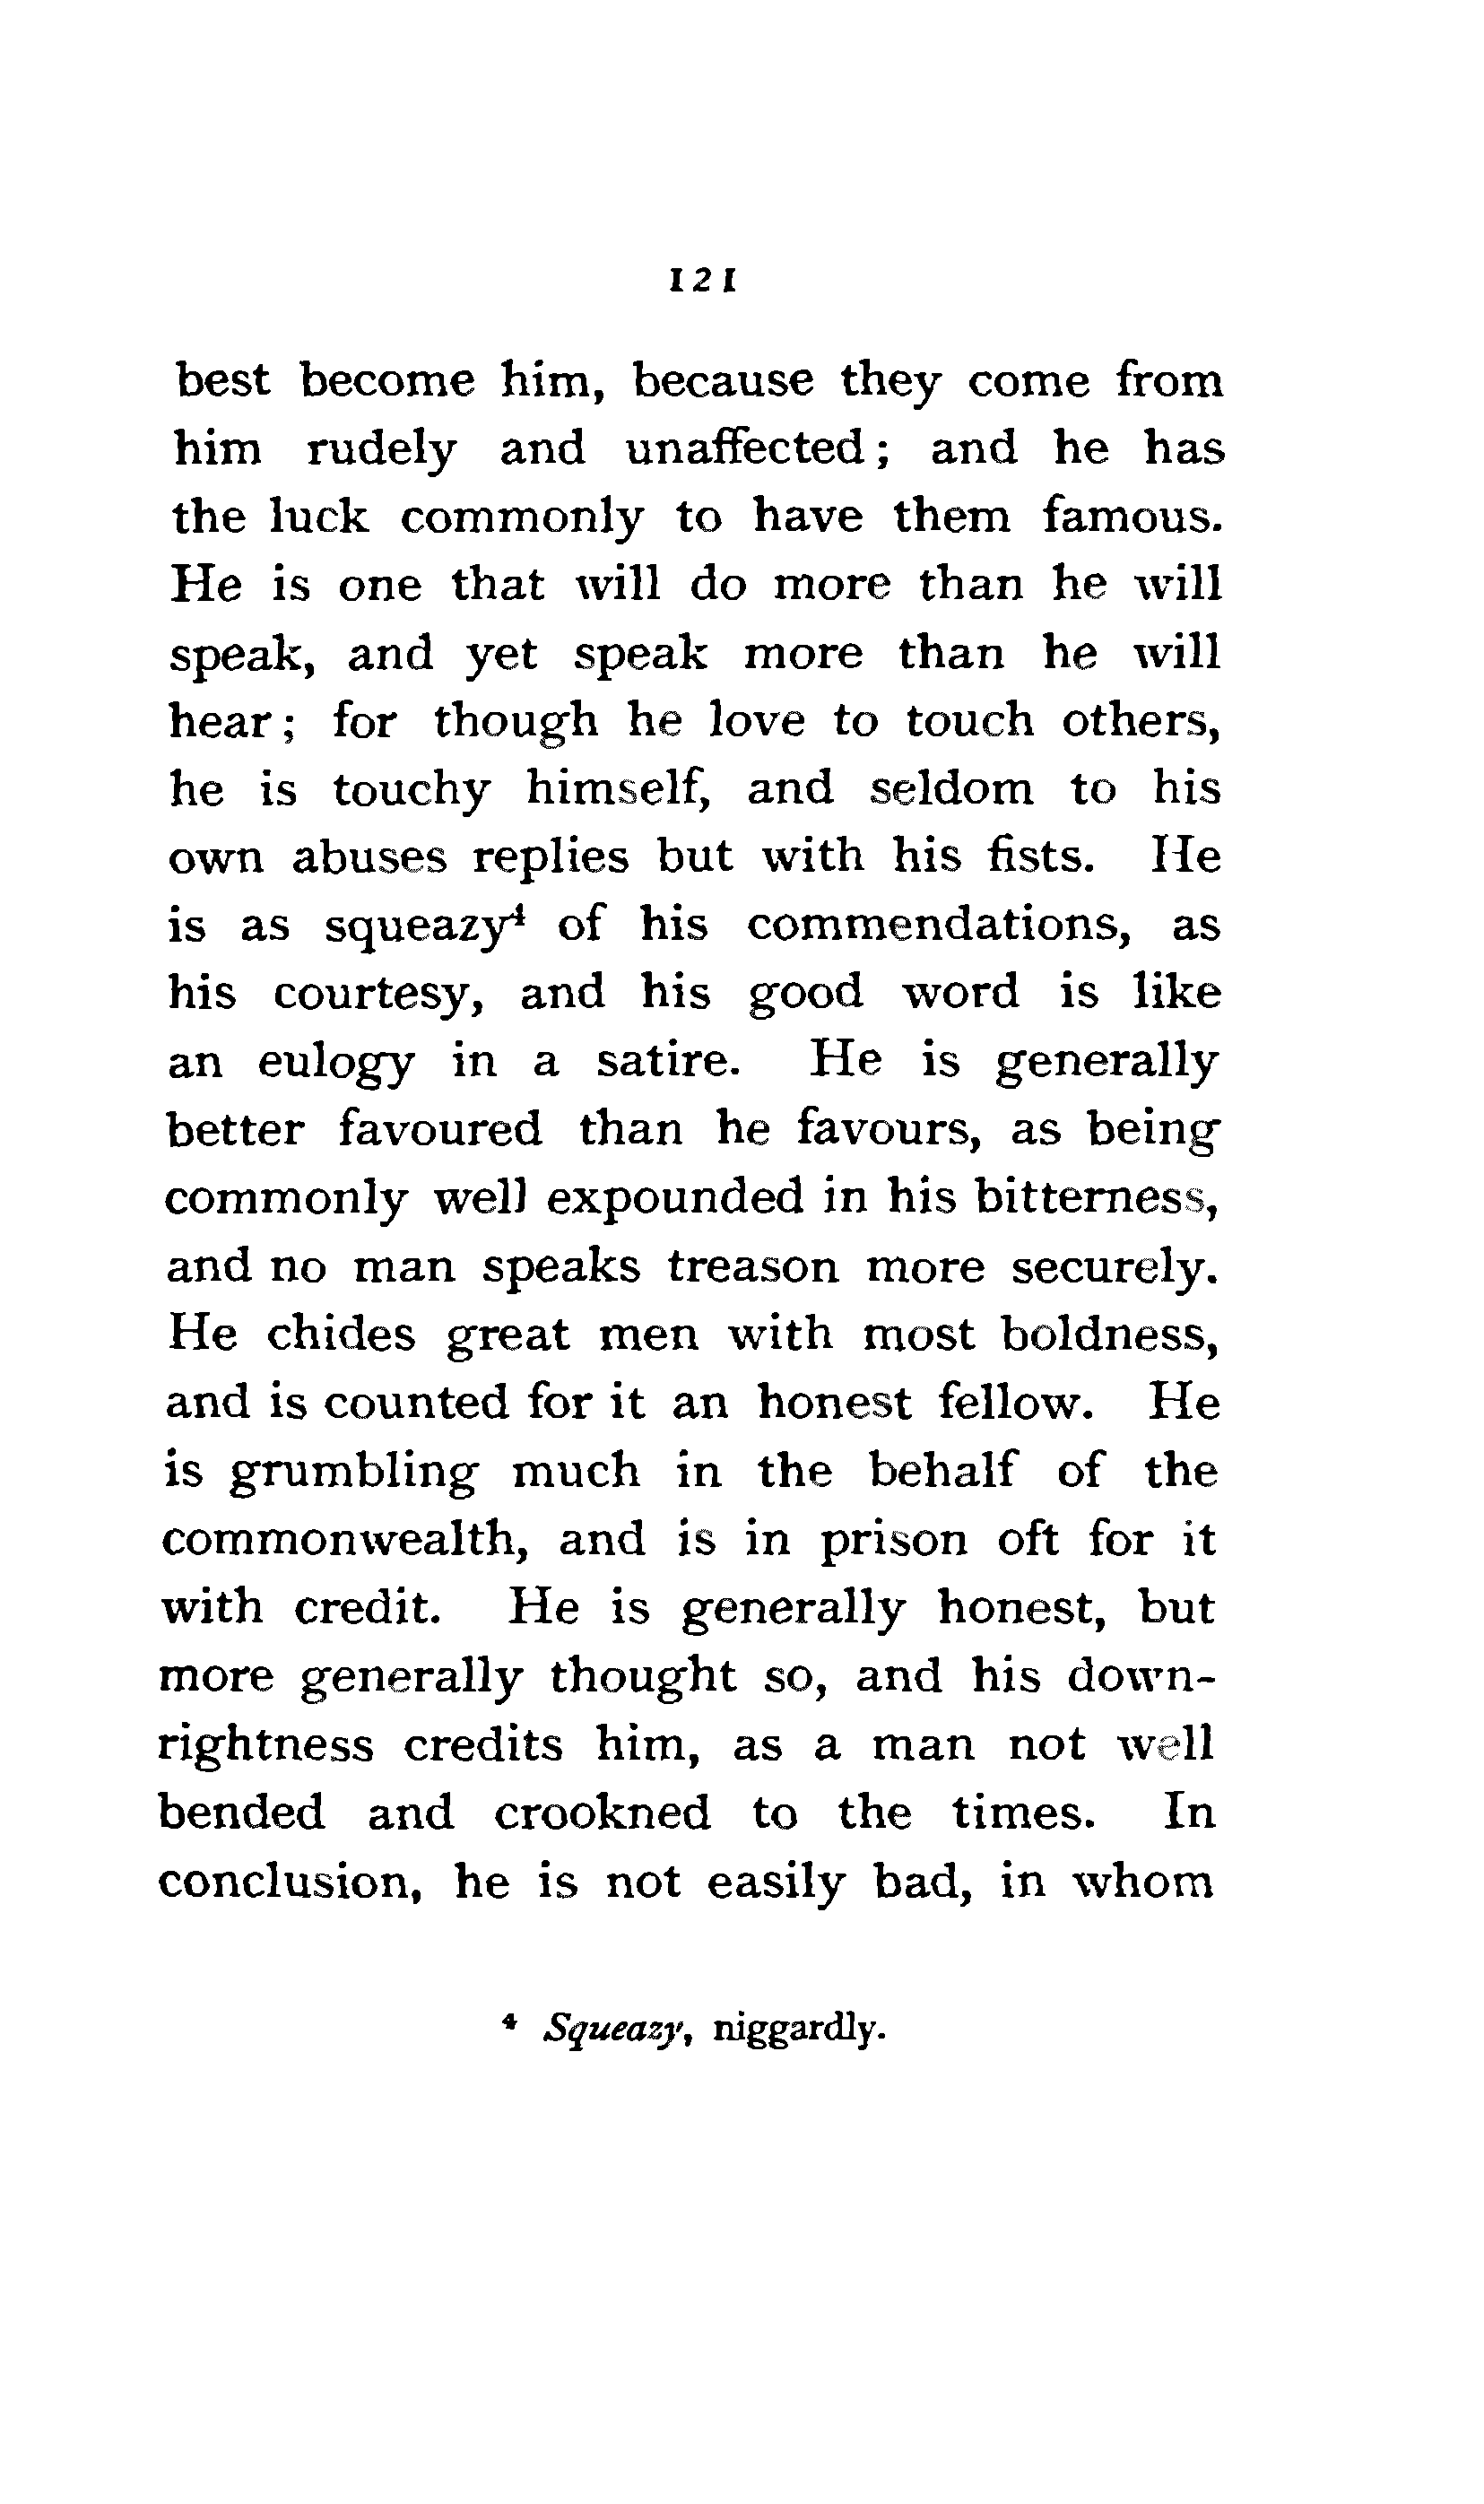 121
best become him, because they come from
him rudely and unaffected; and he has
the luck commonly to have them famous.
He is one that will do more than he will
speak, and yet speak more than he will
hear; for though he love to touch others,
he is touchy himself, and seldom to his
own abuses replies but with his fists. He
is as squeazy⁴ of his commendations, as
his courtesy, and his good word is like
an eulogy in a satire. He is generally
better favoured than he favours, as being
commonly well expounded in his bitterness,
and no man speaks treason more securely.
He chides great men with most boldness,
and is counted for it an honest fellow. He
is grumbling much in the behalf of the
commonwealth, and is in prison oft for it
with credit. He is generally honest, but
more generally thought so, and his down-
rightness credits him, as a man not well
bended and crookned to the times. In
conclusion, he is not easily bad, in whom
⁴ Squeazy, niggardly.